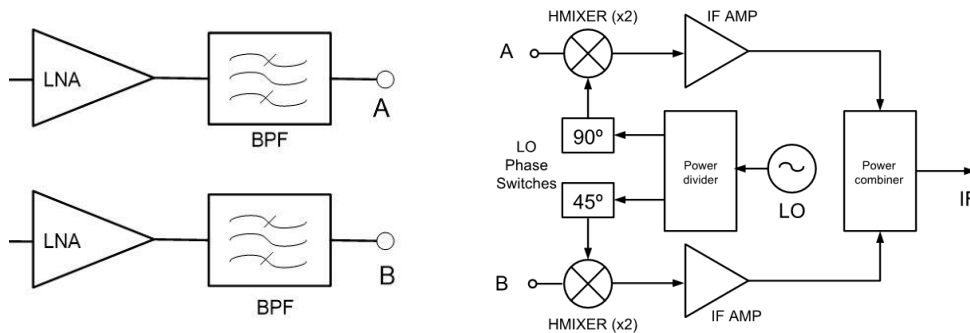 LNA
BPF
A
LNA
BPF
B
HMIXER (x2)
IF AMP
A
90º
LO
Phase
Switches
45º
Power
divider
LO
Power
combiner
IF
B
HMIXER (x2)
IF AMP